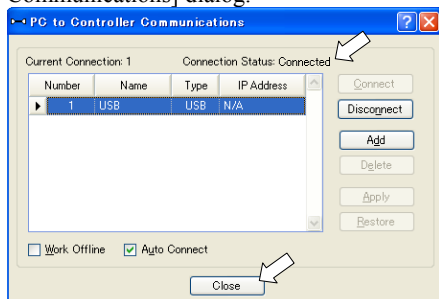 Communications] dialog.
PC to Controller Communications
Current Connection: 1 Connection Status: Connected
Number Name Type IP Address
1 USB USB N/A
Connect
Disconnect
Add
Delete
Apply
Restore
Work Offline Auto Connect
Close